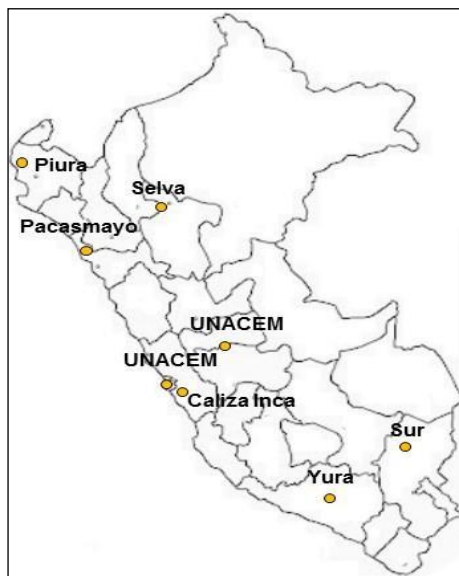 Piura
Selva
Pacasmayo
UNACEM
UNACEM
Caliza Inca
Sur
Yura